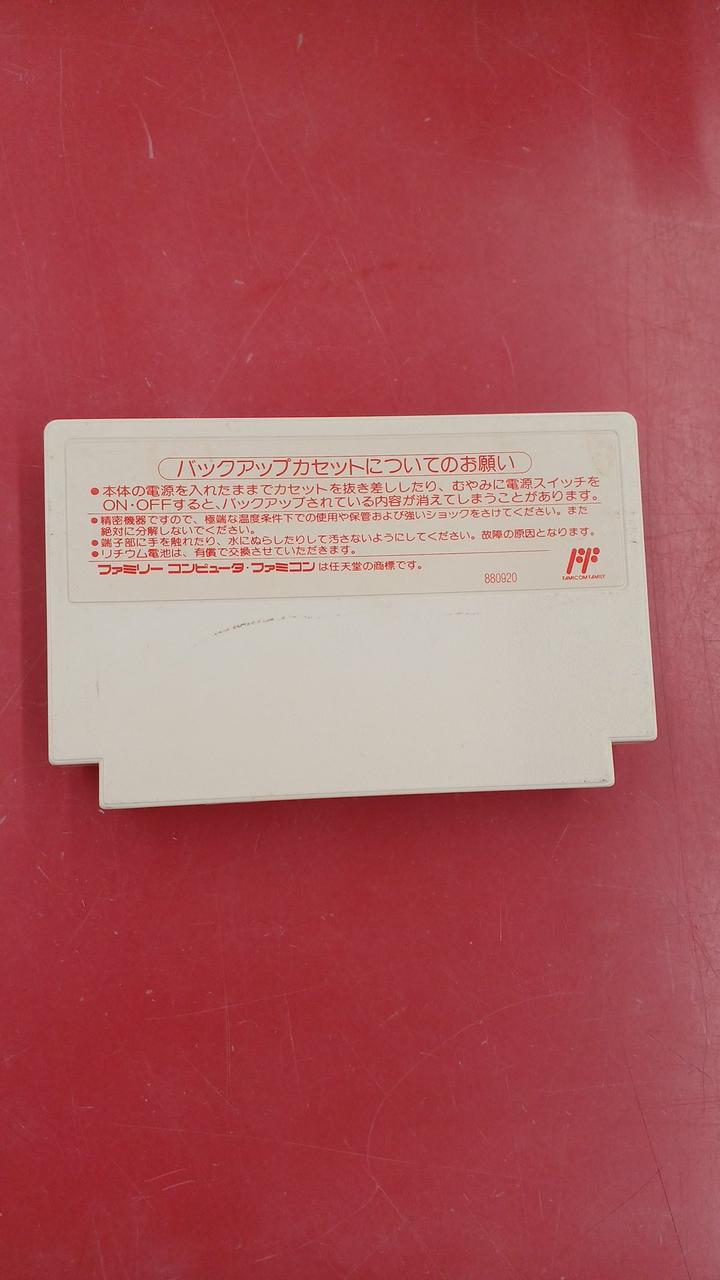 バックアップカセットについてのお願い
●本体の電源を入れたままでカセットを抜き差ししたり、むやみに電源スイッチを
ON・OFFすると、バックアップされている内容が消えてしまうことがあります。
●精密機器ですので、極端な温度条件下での使用や保管および強いショックをさけてください。また
絶対に分解しないでください。
●端子部に手を触れたり、水にぬらしたりして汚さないようにしてください。故障の原因となります。
●リチウム電池は、有償で交換させていただきます。
ファミリー コンピュータ・ファミコンは任天堂の商標です。
880920
FAMICOM FAMILY